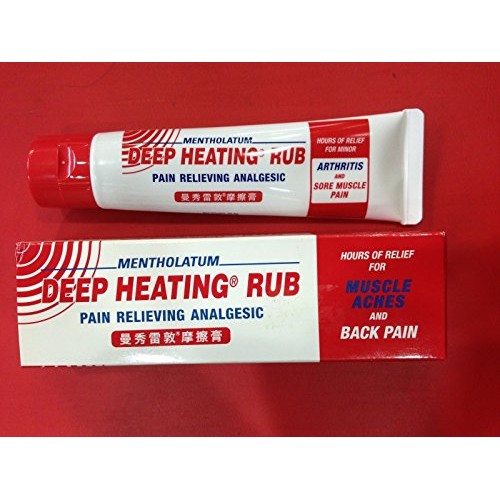 MENTHOLATUM
DEEP HEATING® RUB
PAIN RELIEVING ANALGESIC
曼秀雷敦®摩擦膏
HOURS OF RELIEF
FOR MINOR
ARTHRITIS
AND
SORE MUSCLE
PAIN
MENTHOLATUM
DEEP HEATING® RUB
PAIN RELIEVING ANALGESIC
曼秀雷敦®摩擦膏
HOURS OF RELIEF
FOR
MUSCLE
ACHES
AND
BACK PAIN